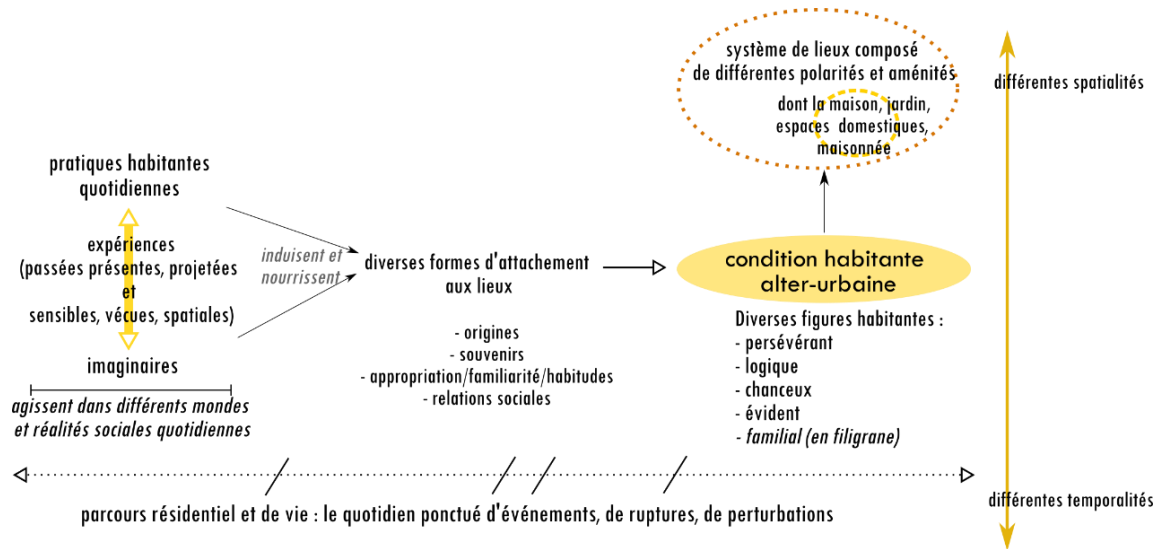 système de lieux composé
de différentes polarités et aménités
dont la maison, jardin,
espaces domestiques,
maisonnée
différentes spatialités
pratiques habitantes
quotidiennes
expériences
(passées présentes, projetées
et
sensibles, vécues, spatiales)
imaginaires
agissent dans différents mondes
et réalités sociales quotidiennes
induisent et
nourrissent
diverses formes d'attachement
aux lieux
- origines
- souvenirs
- appropriation/familiarité/habitudes
- relations sociales
condition habitante
alter-urbaine
Diverses figures habitantes :
- persévérant
- logique
- chanceux
- évident
- familial (en filigrane)
différentes temporalités
parcours résidentiel et de vie : le quotidien ponctué d'événements, de ruptures, de perturbations